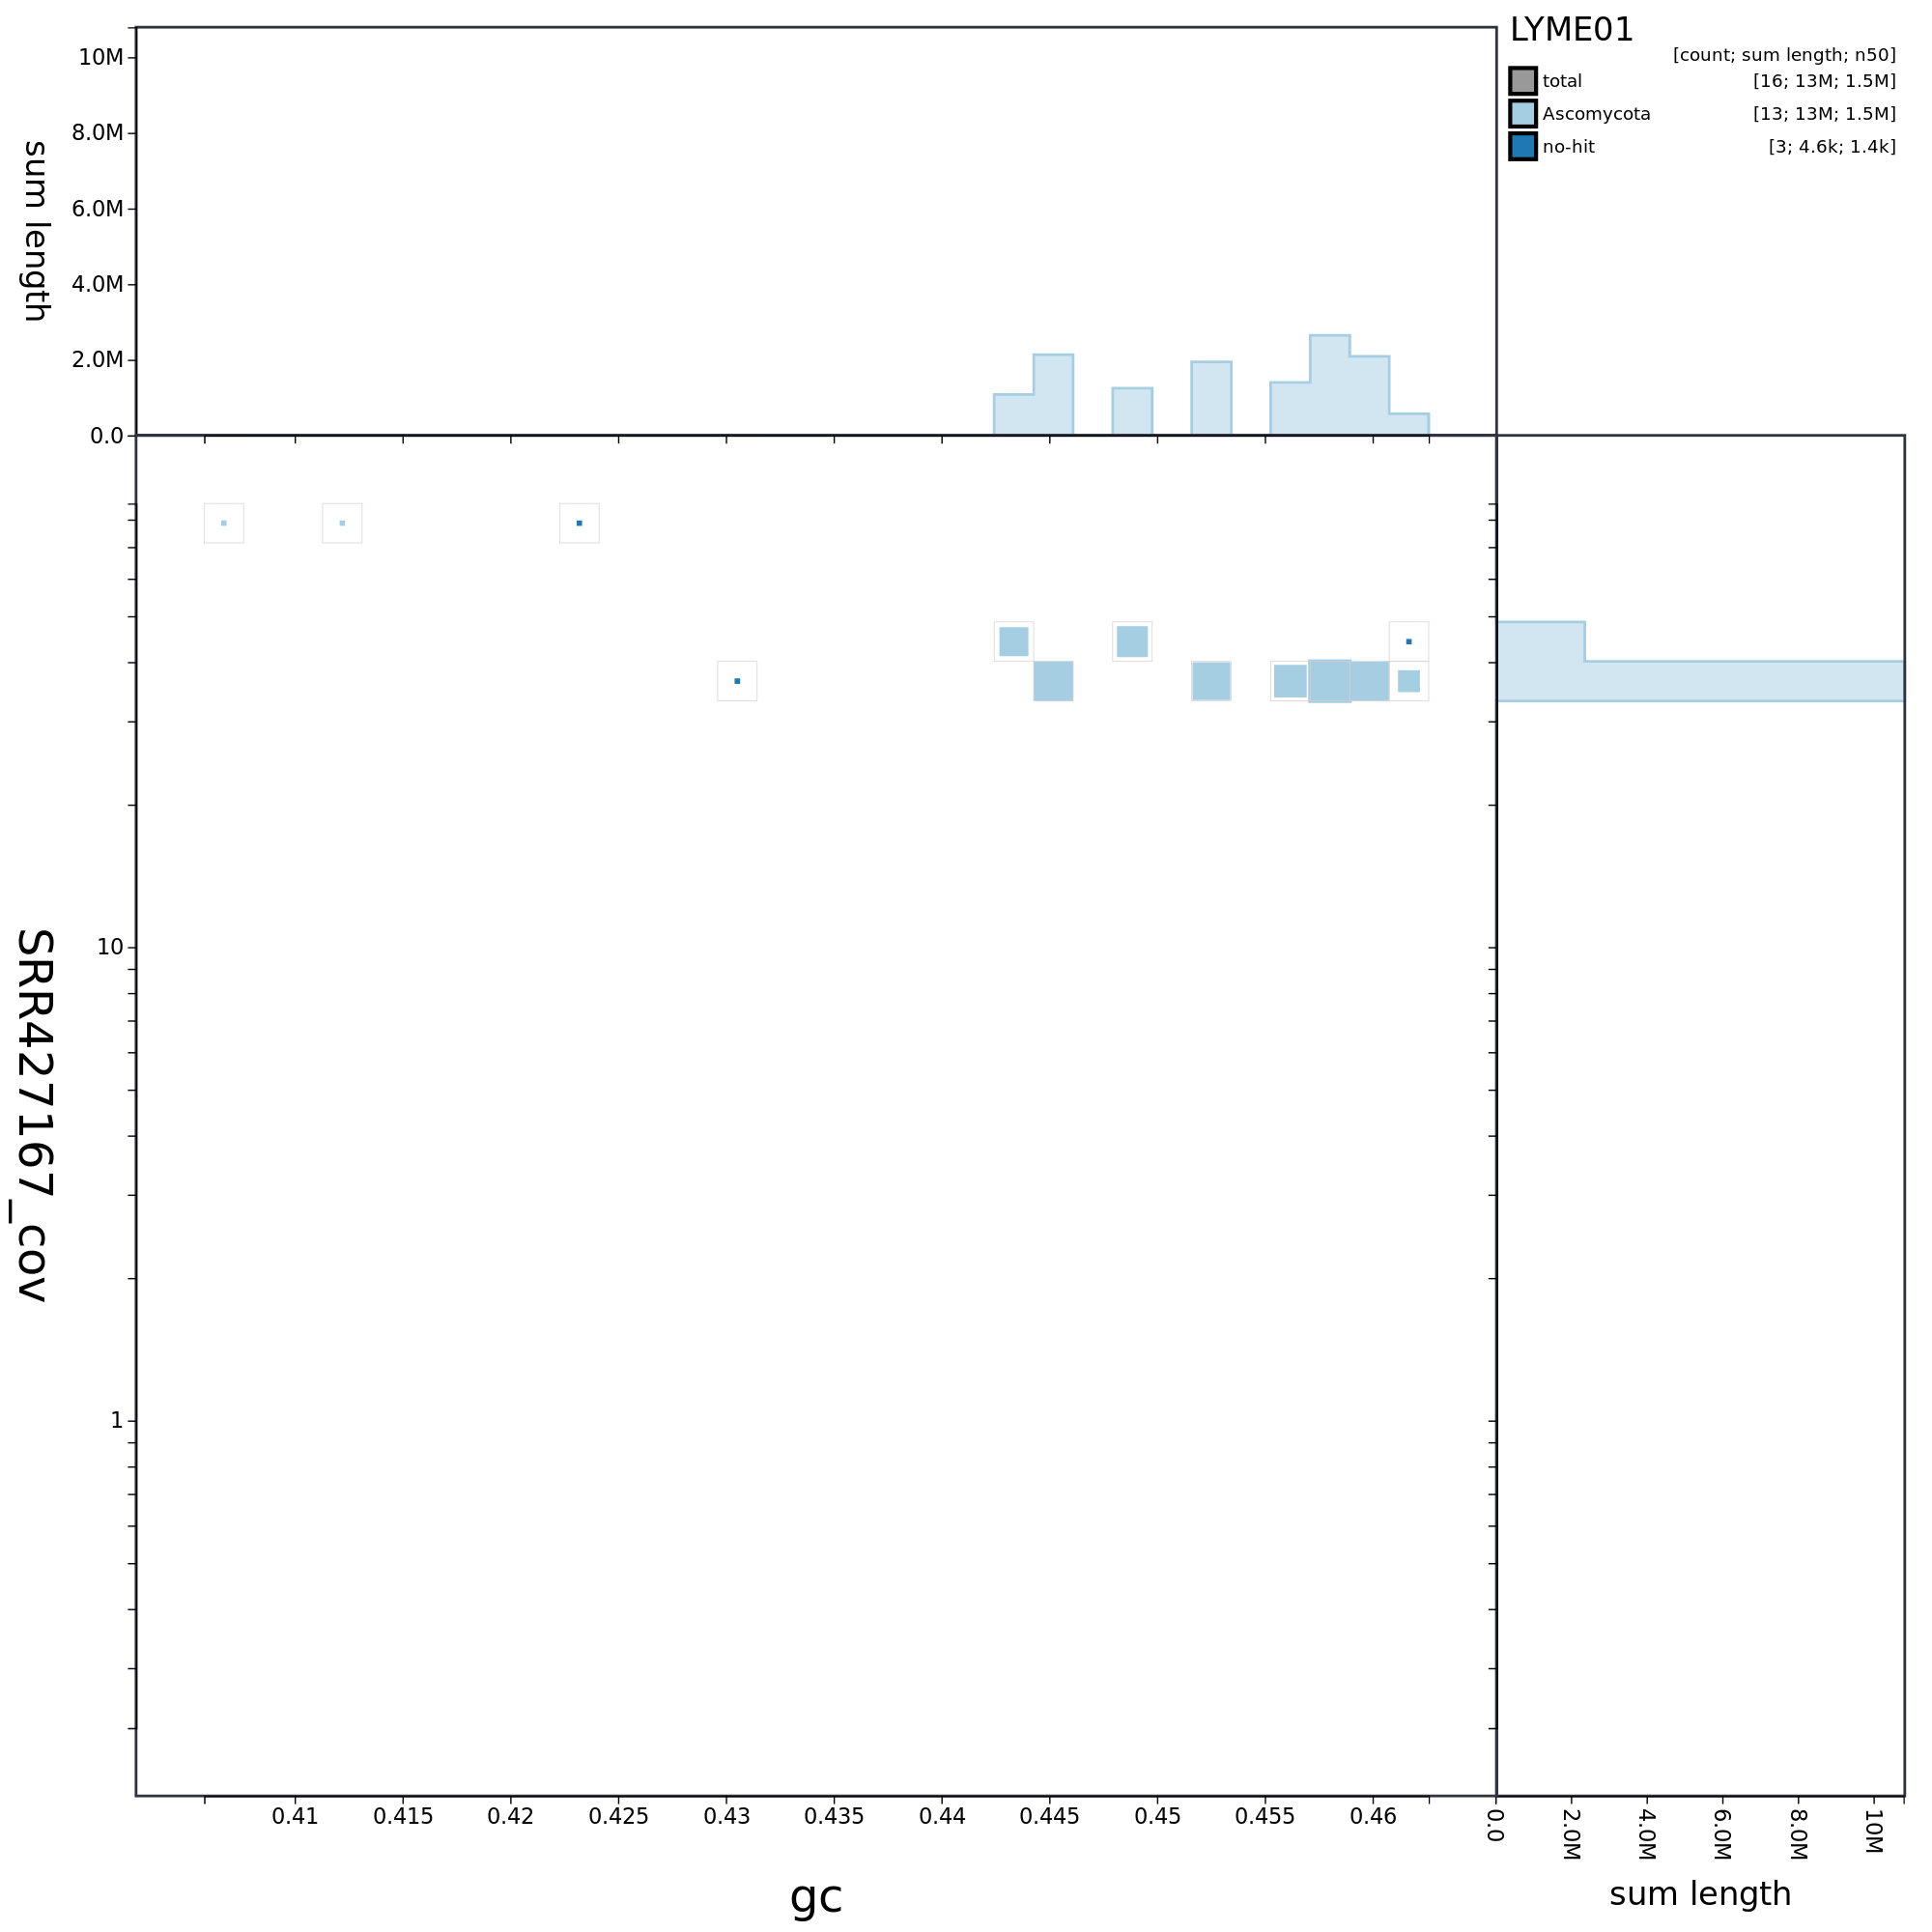 LYME01
[count; sum length; n50]
total [16; 13M; 1.5M]
Ascomycota [13; 13M; 1.5M]
no-hit [3; 4.6k; 1.4k]
sum length
10M
8.0M
6.0M
4.0M
2.0M
0.0
SRR427167_cov
10
1
0.41 0.415 0.42 0.425 0.43 0.435 0.44 0.445 0.45 0.455 0.46
gc
0.0 2.0M 4.0M 6.0M 8.0M 10M
sum length